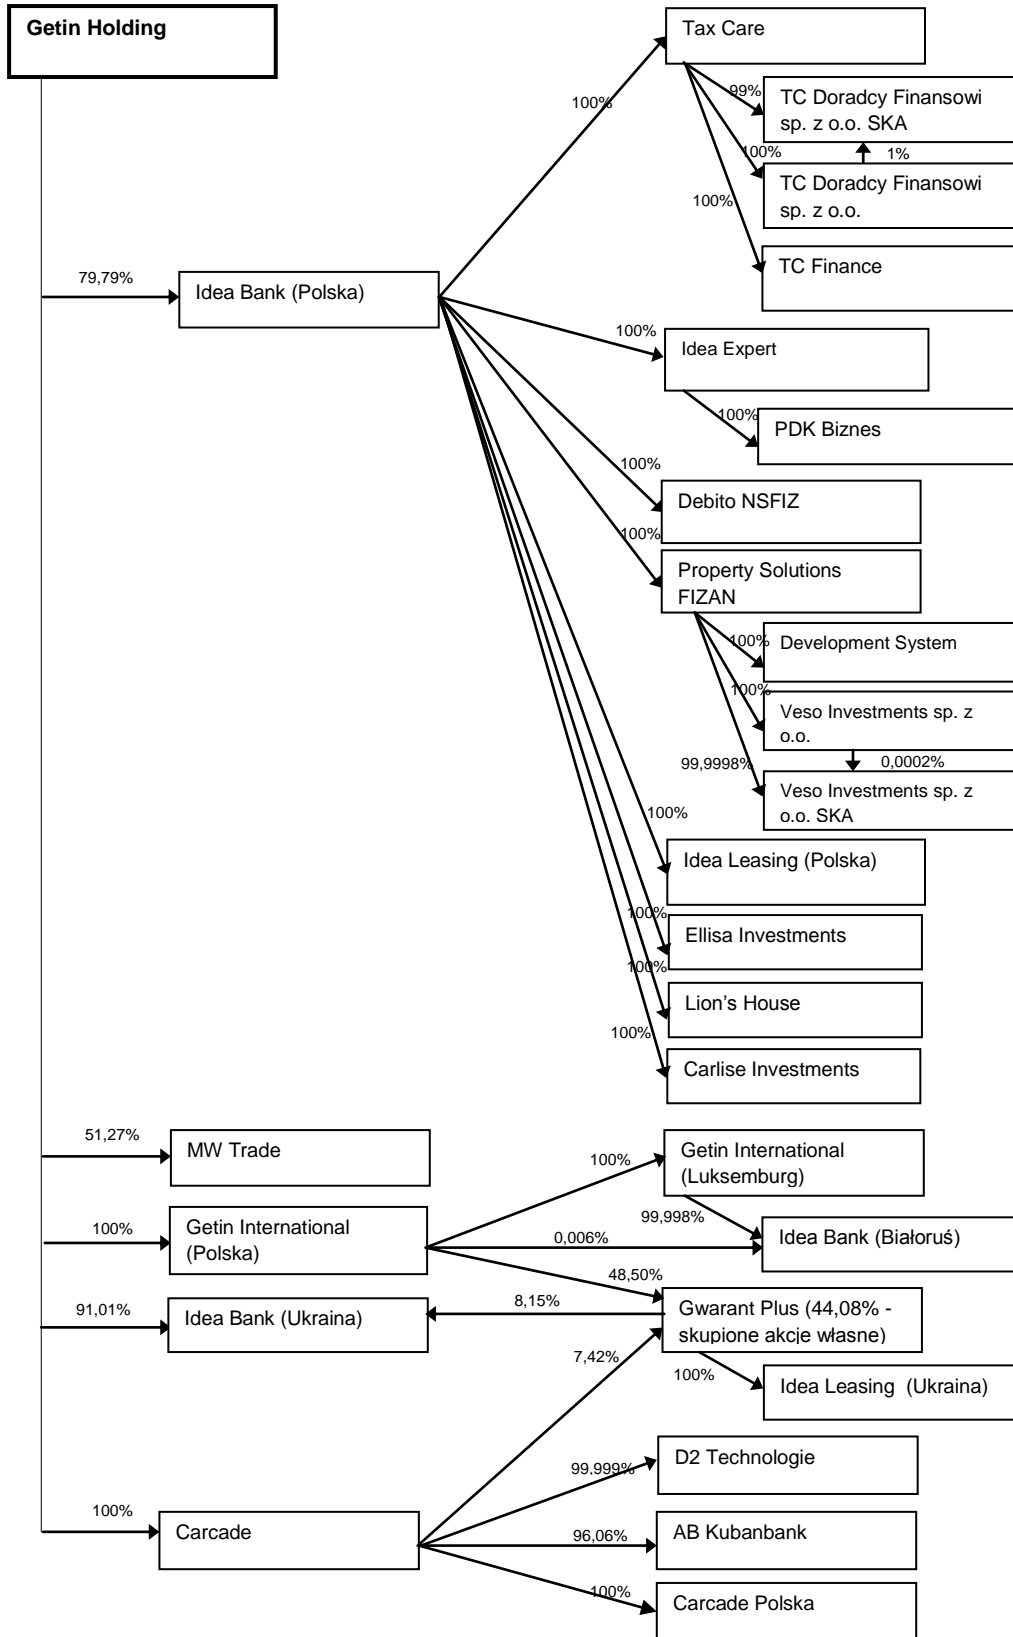 Getin Holding
Tax Care
100%
99%
TC Doradcy Finansowi
sp. z o.o. SKA
100%
1%
TC Doradcy Finansowi
sp. z o.o.
100%
TC Finance
79,79%
Idea Bank (Polska)
100%
Idea Expert
100%
PDK Biznes
100%
Debito NSFIZ
100%
Property Solutions
FIZAN
100%
Development System
100%
Veso Investments sp. z
o.o.
99,9998%
0,0002%
Veso Investments sp. z
o.o. SKA
100%
Idea Leasing (Polska)
100%
Ellisa Investments
100%
Lion's House
100%
Carlise Investments
51,27%
MW Trade
100%
Getin International
(Luksemburg)
99,998%
100%
Getin International
(Polska)
0,006%
Idea Bank (Białoruś)
48,50%
91,01%
Idea Bank (Ukraina)
8,15%
Gwarant Plus (44,08% -
skupione akcje własne)
7,42%
100%
Idea Leasing  (Ukraina)
99,999%
D2 Technologie
100%
Carcade
96,06%
AB Kubanbank
100%
Carcade Polska